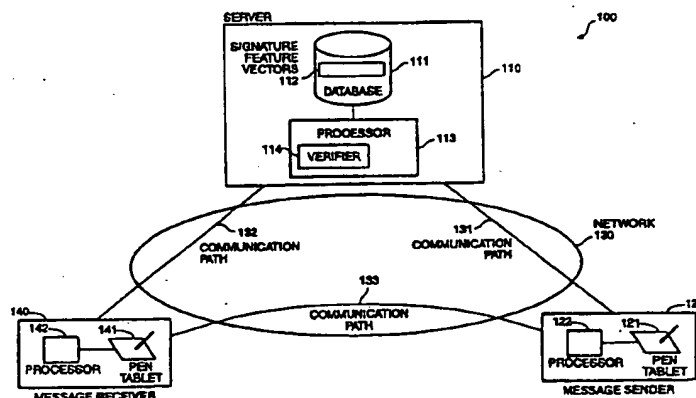 SERVER
100
SIGNATURE
FEATURE
VECTORS
112
111
DATABASE
110
PROCESSOR
114
VERIFIER
113
132
COMMUNICATION
PATH
131
COMMUNICATION
PATH
NETWORK
130
133
COMMUNICATION
PATH
140
142
141
PROCESSOR
PEN
TABLET
MESSAGE RECEIVER
122
121
PROCESSOR
PEN
TABLET
MESSAGE SENDER